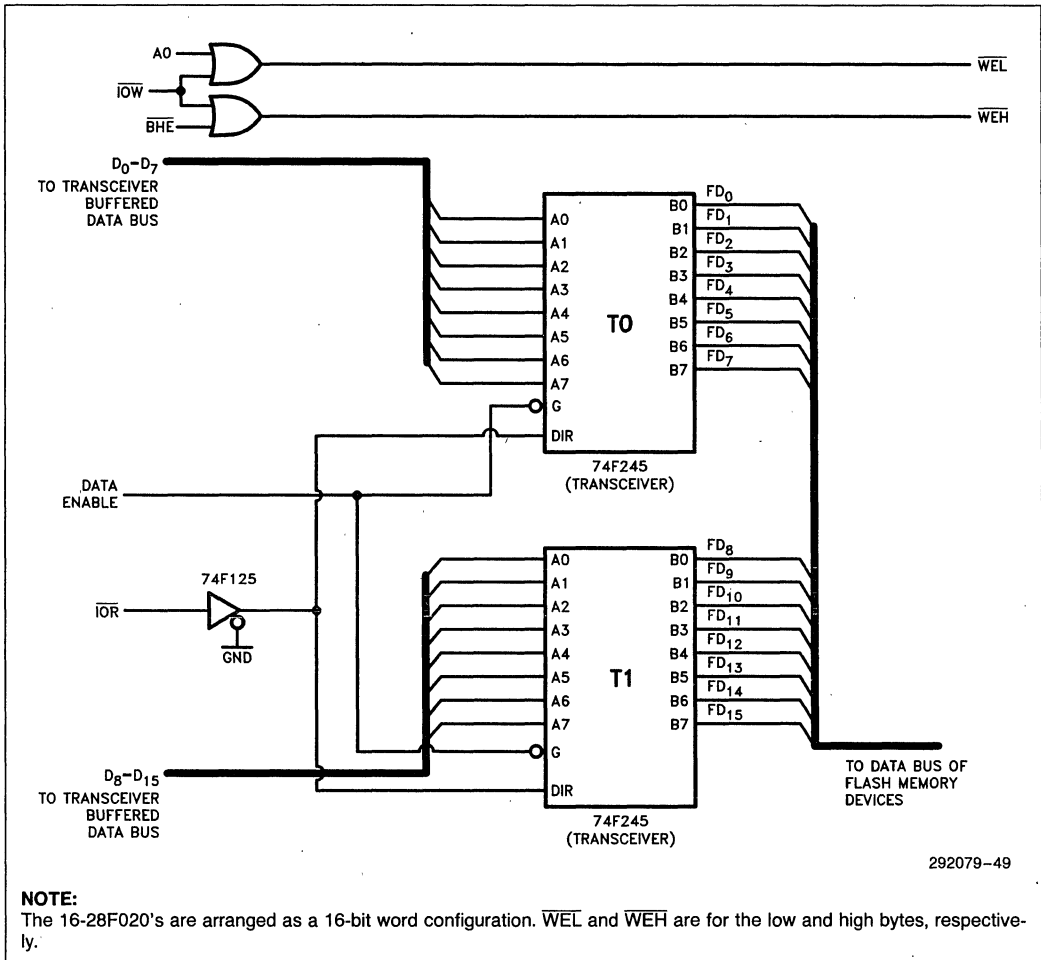 A0
IOW
BHE
WEL
WEH
D0–D7
TO TRANSCEIVER
BUFFERED
DATA BUS
A0
A1
A2
A3
A4
A5
A6
A7
G
DIR
T0
B0
B1
B2
B3
B4
B5
B6
B7
FD0
FD1
FD2
FD3
FD4
FD5
FD6
FD7
74F245
(TRANSCEIVER)
DATA
ENABLE
74F125
IOR
GND
A0
A1
A2
A3
A4
A5
A6
A7
G
DIR
T1
B0
B1
B2
B3
B4
B5
B6
B7
FD8
FD9
FD10
FD11
FD12
FD13
FD14
FD15
D8–D15
TO TRANSCEIVER
BUFFERED
DATA BUS
74F245
(TRANSCEIVER)
TO DATA BUS OF
FLASH MEMORY
DEVICES
292079–49
NOTE:
The 16-28F020's are arranged as a 16-bit word configuration. WEL and WEH are for the low and high bytes, respective-
ly.